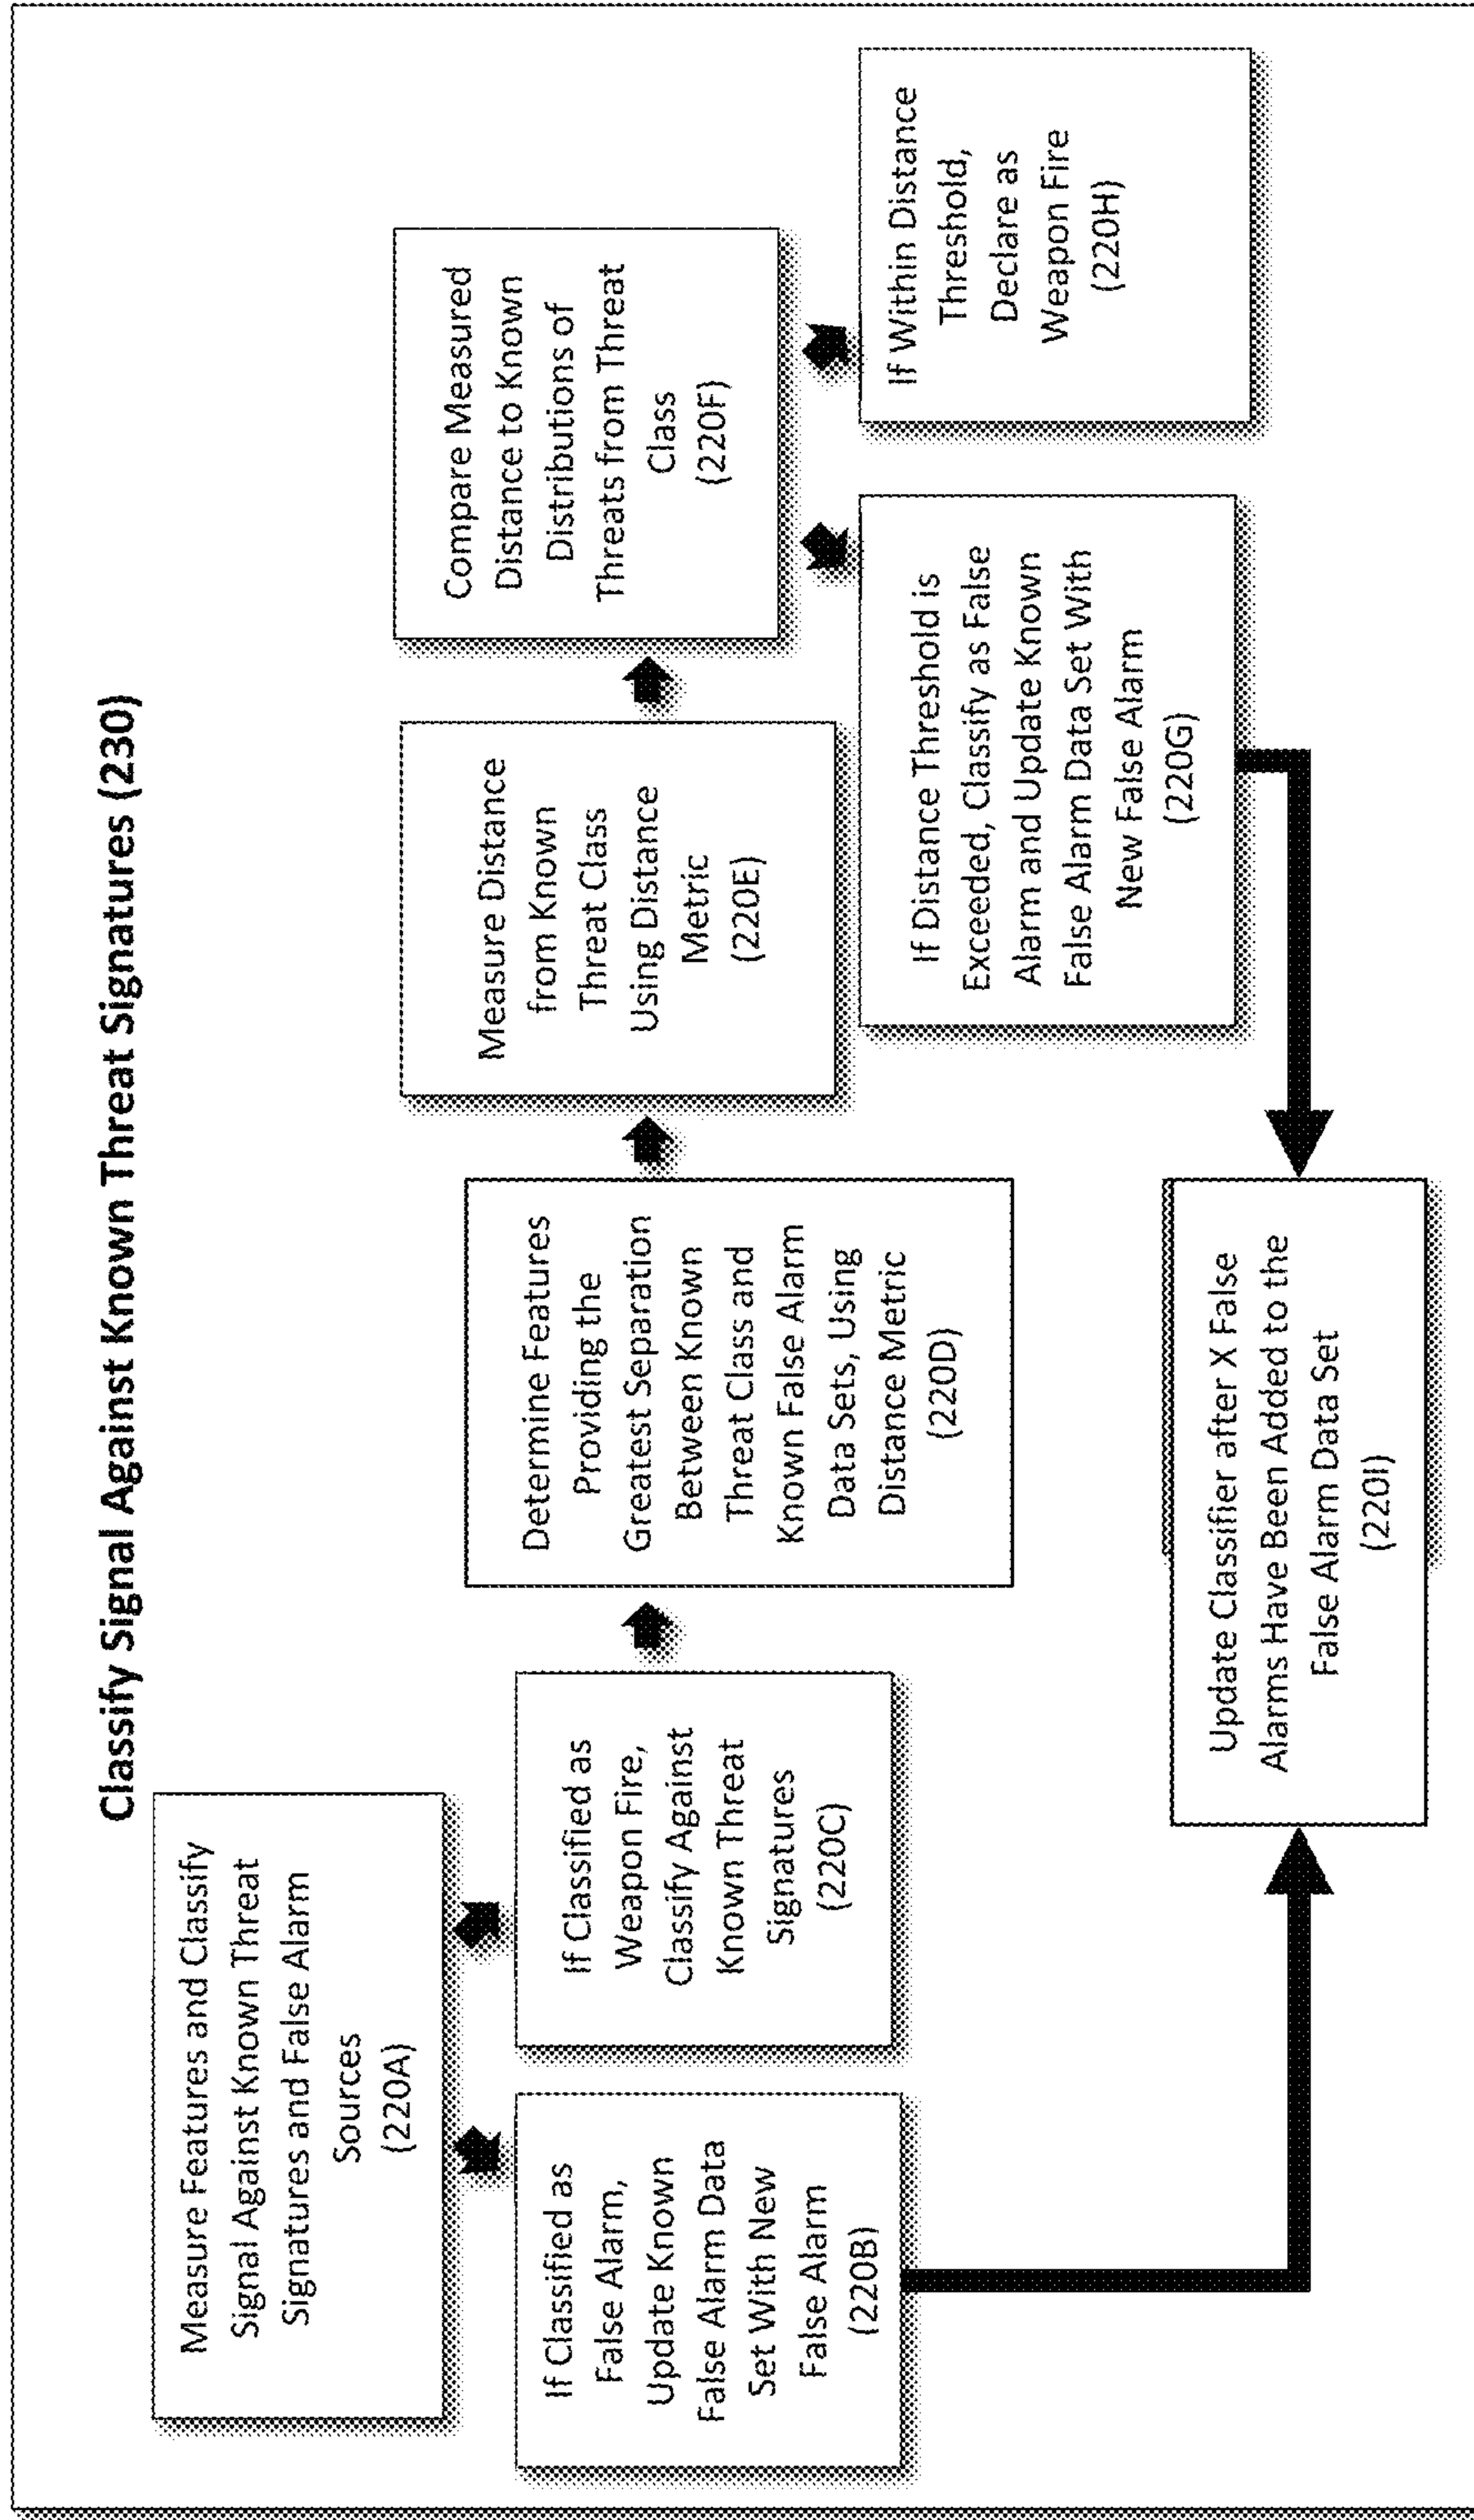 Classify Signal Against Known Threat Signatures (230)
Measure Features and Classify
Signal Against Known Threat
Signatures and False Alarm
Sources
(220A)
If Classified as
False Alarm,
Update Known
False Alarm Data
Set With New
False Alarm
(220B)
If Classified as
Weapon Fire,
Classify Against
Known Threat
Signatures
(220C)
Determine Features
Providing the
Greatest Separation
Between Known
Threat Class and
Known False Alarm
Data Sets, Using
Distance Metric
(220D)
Measure Distance
from Known
Threat Class
Using Distance
Metric
(220E)
Compare Measured
Distance to Known
Distributions of
Threats from Threat
Class
(220F)
If Distance Threshold is
Exceeded, Classify as False
Alarm and Update Known
False Alarm Data Set With
New False Alarm
(220G)
If Within Distance
Threshold,
Declare as
Weapon Fire
(220H)
Update Classifier after X False
Alarms Have Been Added to the
False Alarm Data Set
(220I)